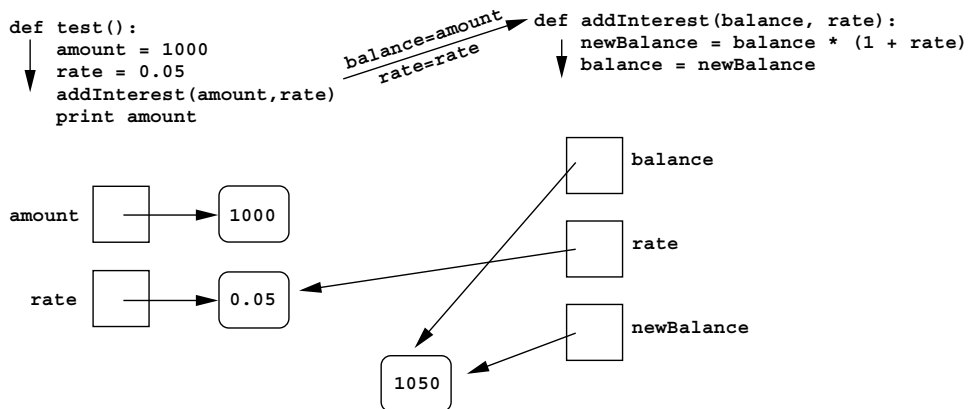 def test():
    amount = 1000
    rate = 0.05
    addInterest(amount,rate)
    print amount
balance=amount
rate=rate
def addInterest(balance, rate):
    newBalance = balance * (1 + rate)
    balance = newBalance
balance
amount
1000
rate
rate
0.05
newBalance
1050